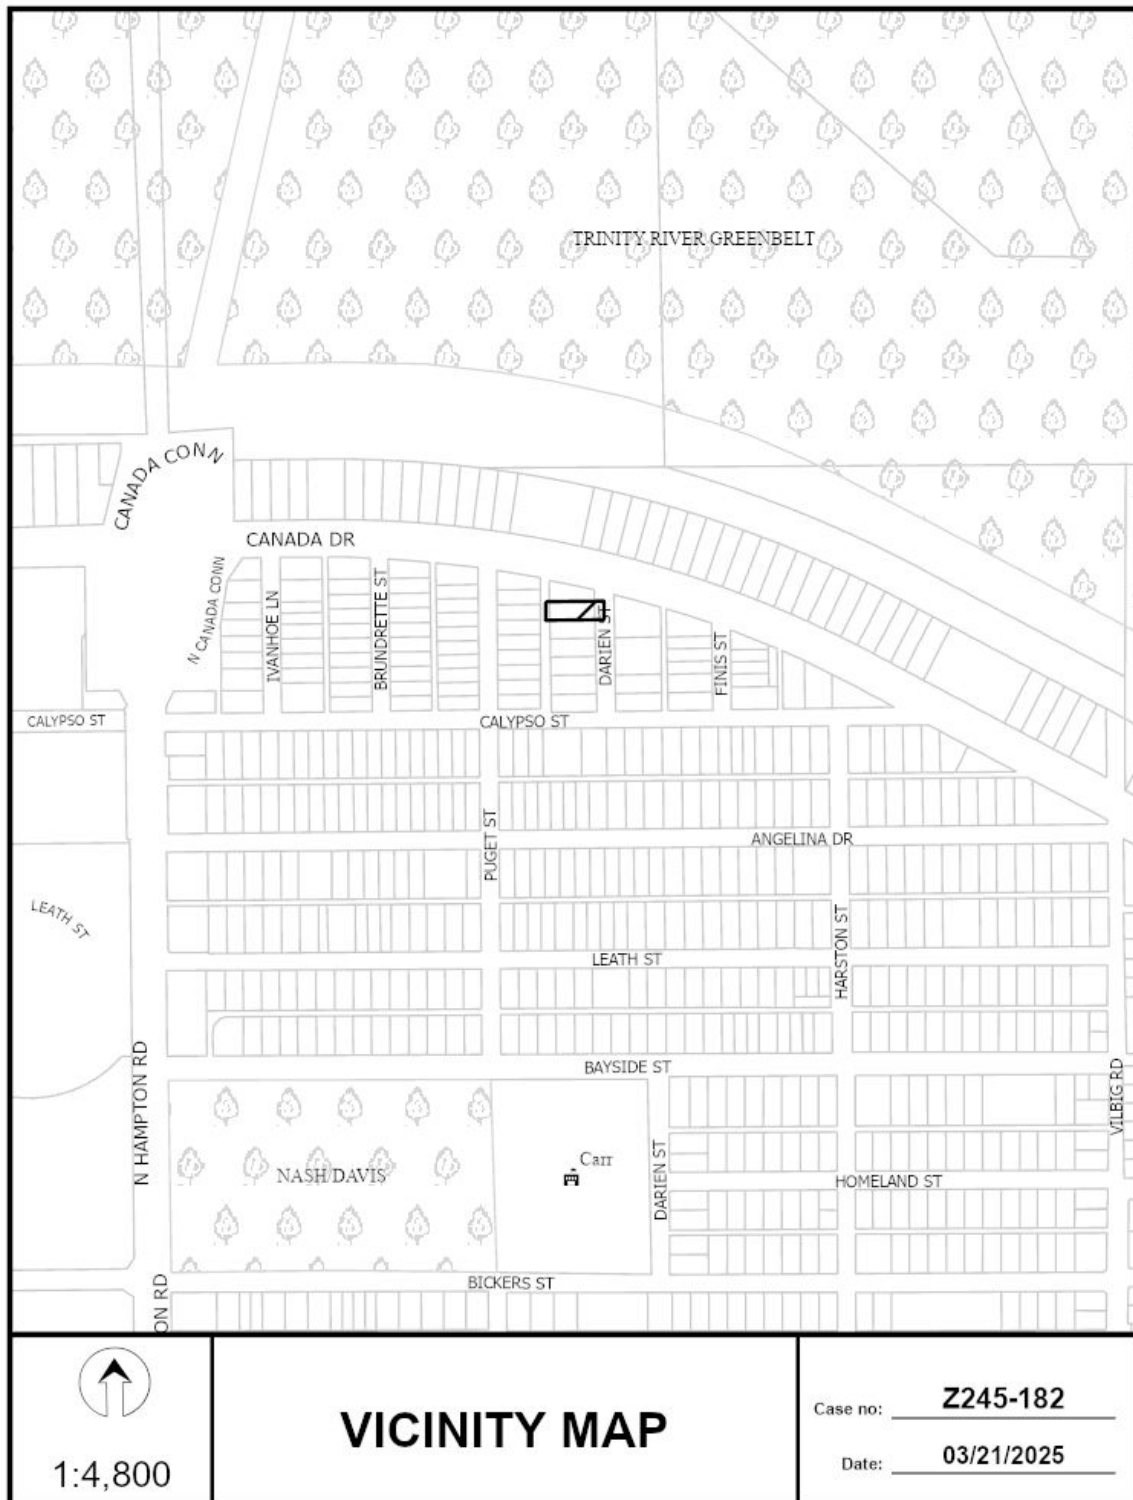 TRINITY RIVER GREENBELT
CANADA CONN
CANADA DR
N CANADA CONN
IVANHOE LN
BRUNDRETTE ST
DARIEN ST
FINIS ST
CALYPSO ST
CALYPSO ST
PUGET ST
ANGELINA DR
LEATH ST
HARSTON ST
LEATH ST
N HAMPTON RD
BAYSIDE ST
VILBIG RD
NASH/DAVIS
Carr
DARIEN ST
HOMELAND ST
BICKERS ST
ON RD
1:4,800
VICINITY MAP
Case no: Z245-182
Date: 03/21/2025